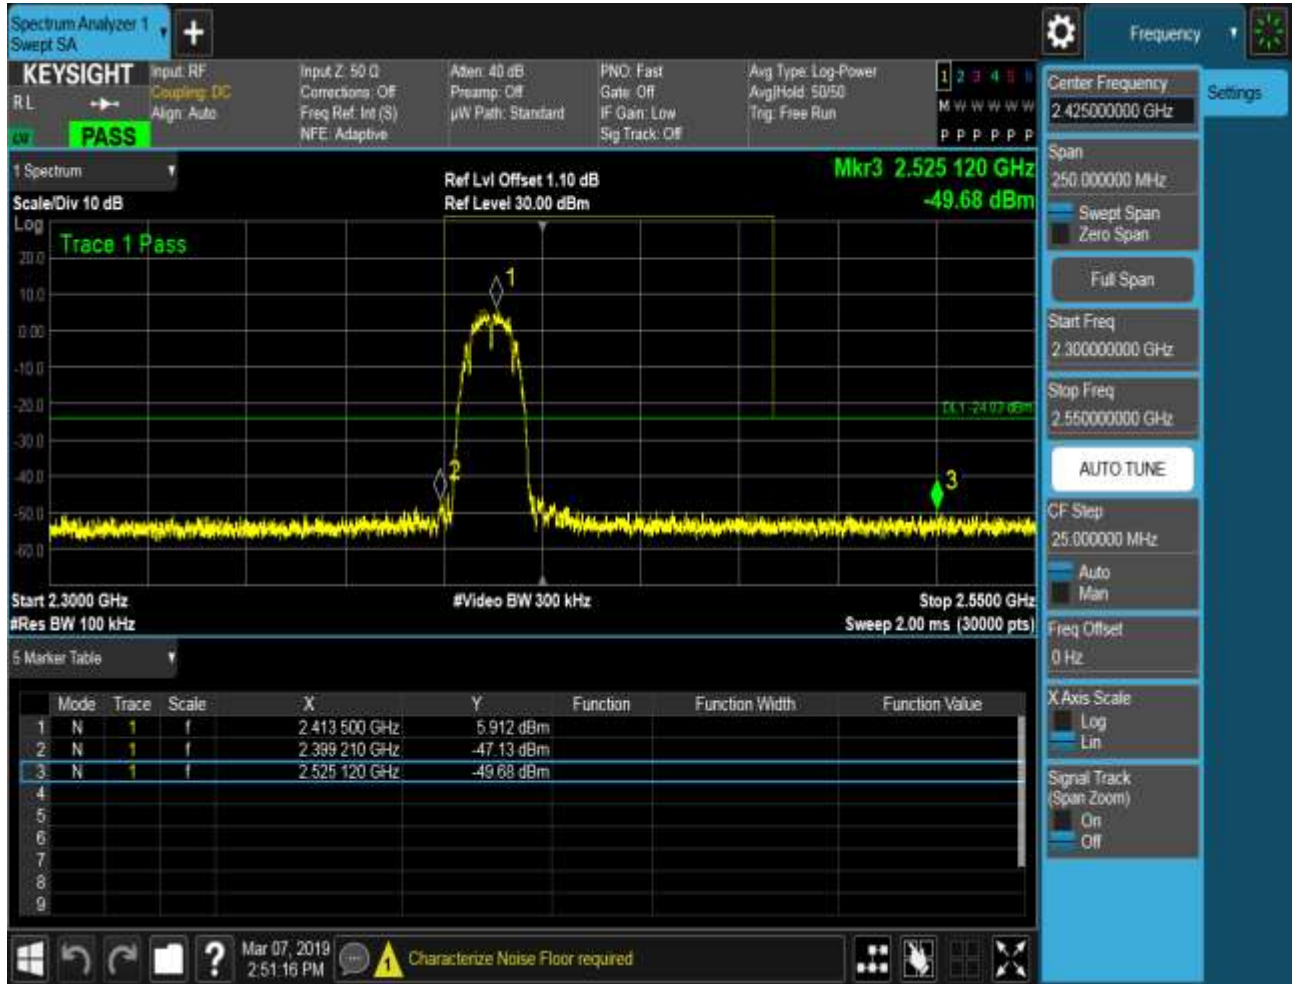 Spectrum Analyzer 1
Swept SA
+
Frequency
KEYSIGHT
R L
PASS
Input: RF
Coupling: DC
Align: Auto
Input Z: 50 Ω
Corrections: Off
Freq Ref: Int (S)
NFE: Adaptive
Atten: 40 dB
Preamp: Off
µW Path: Standard
PNO: Fast
Gate: Off
IF Gain: Low
Sig Track: Off
Avg Type: Log-Power
Avg|Hold: 50/50
Trig: Free Run
1 2 3 4 5 6
M W W W W W
P P P P P P
1 Spectrum
Scale/Div 10 dB
Log
Ref Lvl Offset 1.10 dB
Ref Level 30.00 dBm
Mkr3 2.525 120 GHz
-49.68 dBm
Trace 1 Pass
20.0
10.0
0.00
-10.0
-20.0
-30.0
-40.0
-50.0
-60.0
1
2
3
DL1 -24.07 dBm
Start 2.3000 GHz
#Res BW 100 kHz
#Video BW 300 kHz
Stop 2.5500 GHz
Sweep 2.00 ms (30000 pts)
5 Marker Table
Mode Trace Scale X Y Function Function Width Function Value
1 N 1 f 2.413 500 GHz 5.912 dBm
2 N 1 f 2.399 210 GHz -47.13 dBm
3 N 1 f 2.525 120 GHz -49.68 dBm
4
5
6
7
8
9
Center Frequency
2.425000000 GHz
Settings
Span
250.000000 MHz
Swept Span
Zero Span
Full Span
Start Freq
2.300000000 GHz
Stop Freq
2.550000000 GHz
AUTO TUNE
CF Step
25.000000 MHz
Auto
Man
Freq Offset
0 Hz
X Axis Scale
Log
Lin
Signal Track
(Span Zoom)
On
Off
?
Mar 07, 2019
2:51:16 PM
1
Characterize Noise Floor required